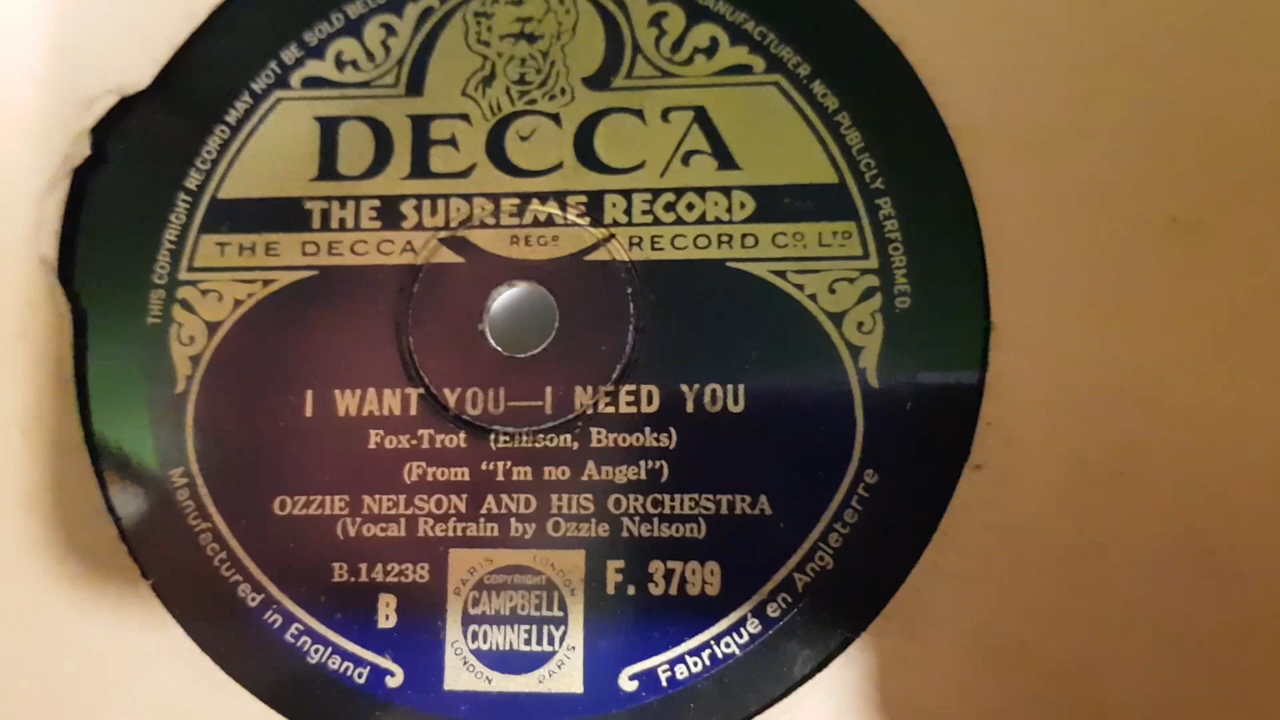 THIS COPYRIGHT RECORD MAY NOT BE SOLD
MANUFACTURER, NOR PUBLICLY PERFORMED.
DECCA
THE SUPREME RECORD
THE DECCA REGD RECORD CO. LTD
I WANT YOU—I NEED YOU
Fox-Trot (Ellison, Brooks)
(From "I'm no Angel")
OZZIE NELSON AND HIS ORCHESTRA
(Vocal Refrain by Ozzie Nelson)
B.14238
B
F. 3799
PARIS LONDON
COPYRIGHT
CAMPBELL
CONNELLY
LONDON PARIS
Manufactured in England
Fabriqué en Angleterre